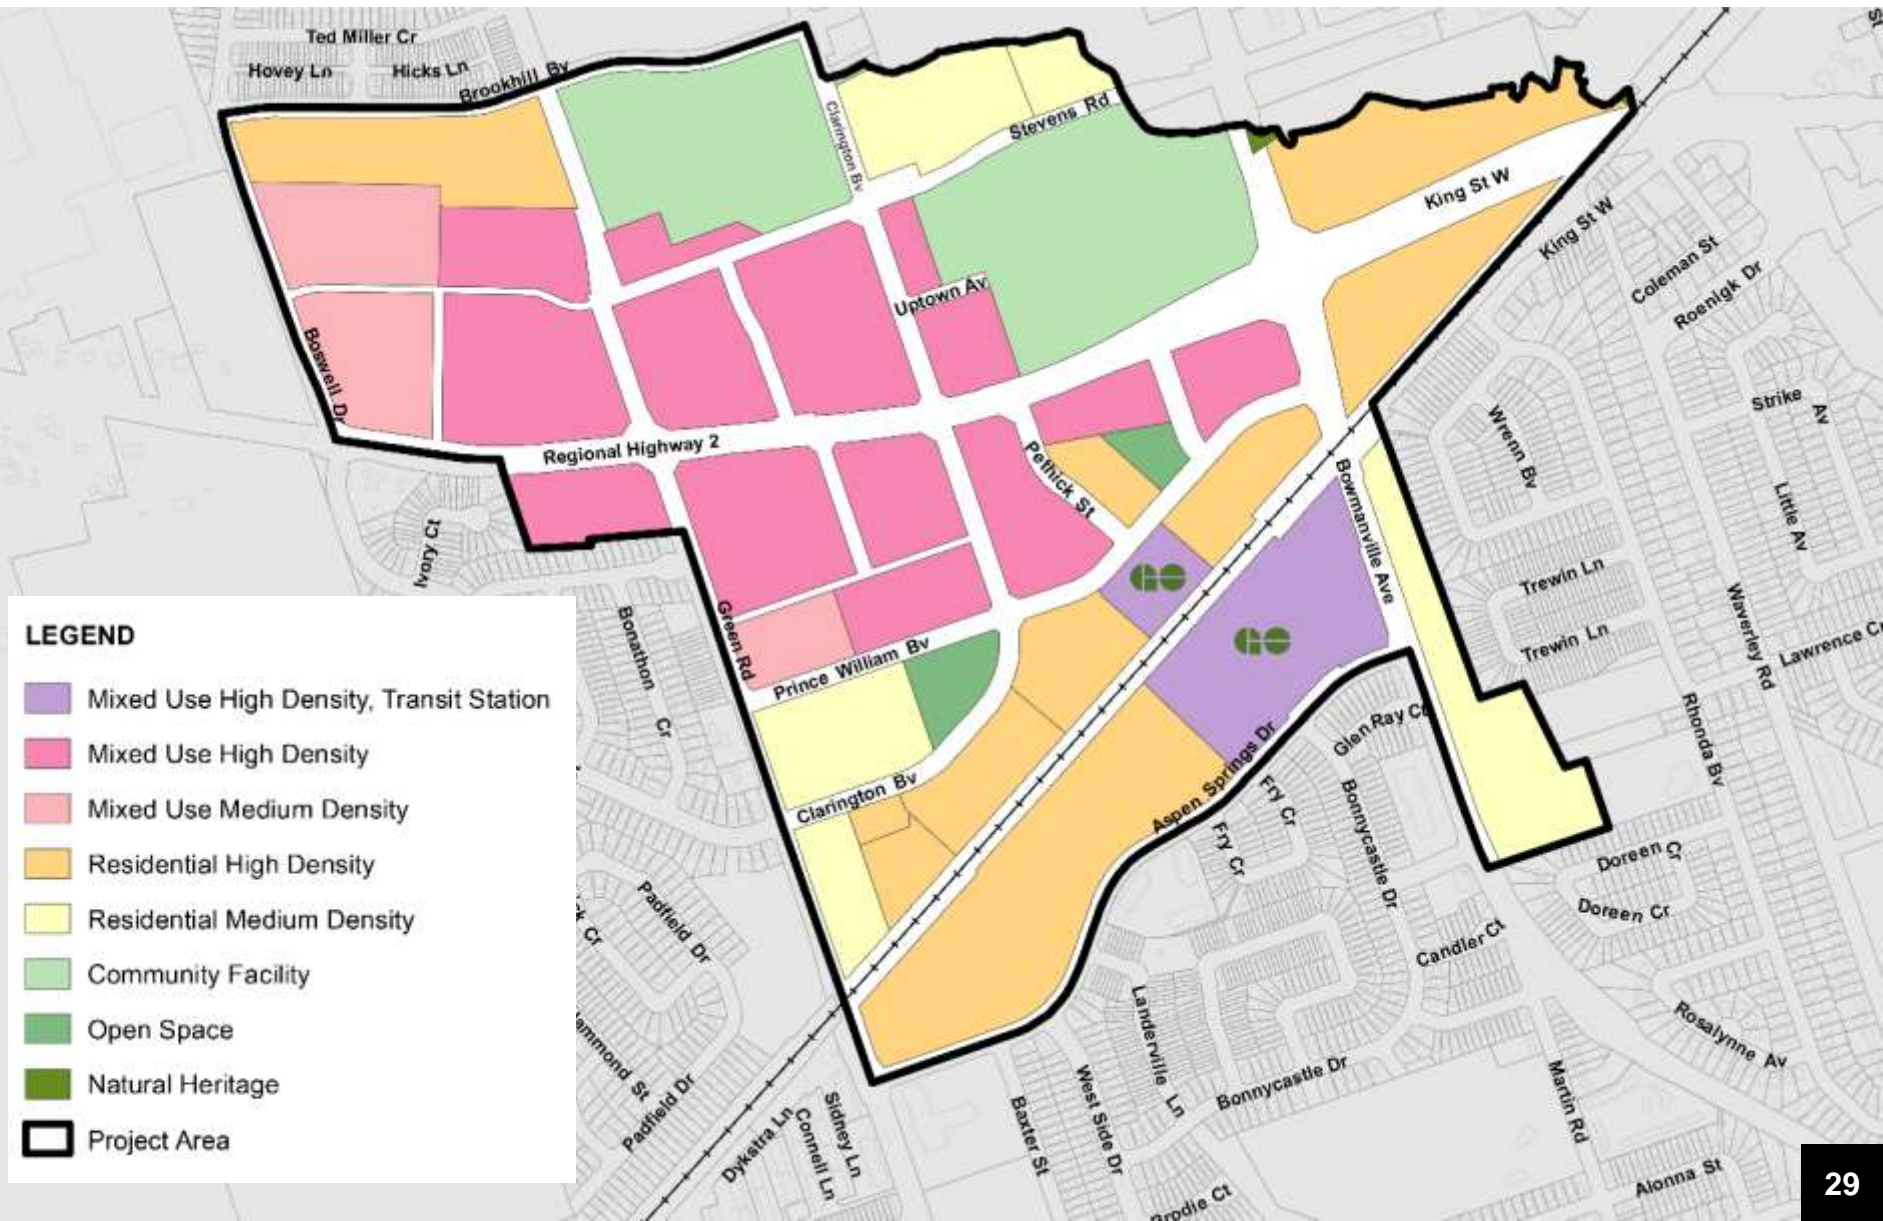 Ted Miller Cr
Hovey Ln
Hicks Ln
Brookhill Bv
Clarington Bv
Stevens Rd
King St W
King St W
Coleman St
Roenigk Dr
Uptown Av
Boswell Dr
Regional Highway 2
Pethick St
Strike Av
Wrenn Bv
Little Av
Ivory Ct
Bowmanville Ave
Trewin Ln
Trewin Ln
Waverley Rd
Lawrence Cr
GO
GO
Green Rd
Bonathon Cr
Prince William Bv
Glen Ray Ct
Rhonda Bv
Clarington Bv
Aspen Springs Dr
Fry Cr
Fry Cr
Bonnycastle Dr
Doreen Cr
Doreen Cr
Padfield Dr
Candler Ct
Landerville Ln
Rosalynne Av
Padfield Dr
West Side Dr
Bonnycastle Dr
Martin Rd
Baxter St
Sidney Ln
Connell Ln
Dykstra Ln
Alonna St
Brodie Ct
LEGEND
Mixed Use High Density, Transit Station
Mixed Use High Density
Mixed Use Medium Density
Residential High Density
Residential Medium Density
Community Facility
Open Space
Natural Heritage
Project Area
29